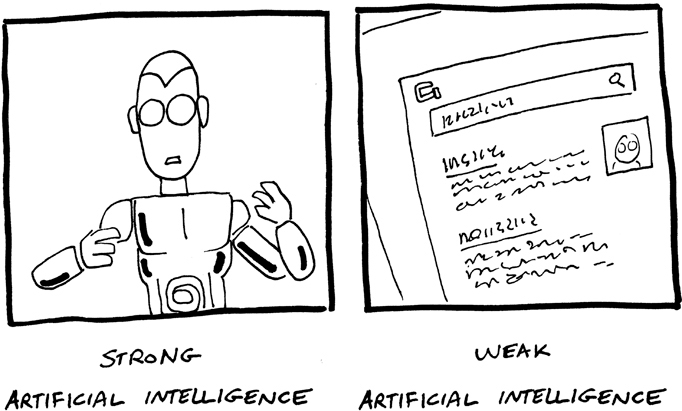 STRONG
ARTIFICIAL INTELLIGENCE
WEAK
ARTIFICIAL INTELLIGENCE